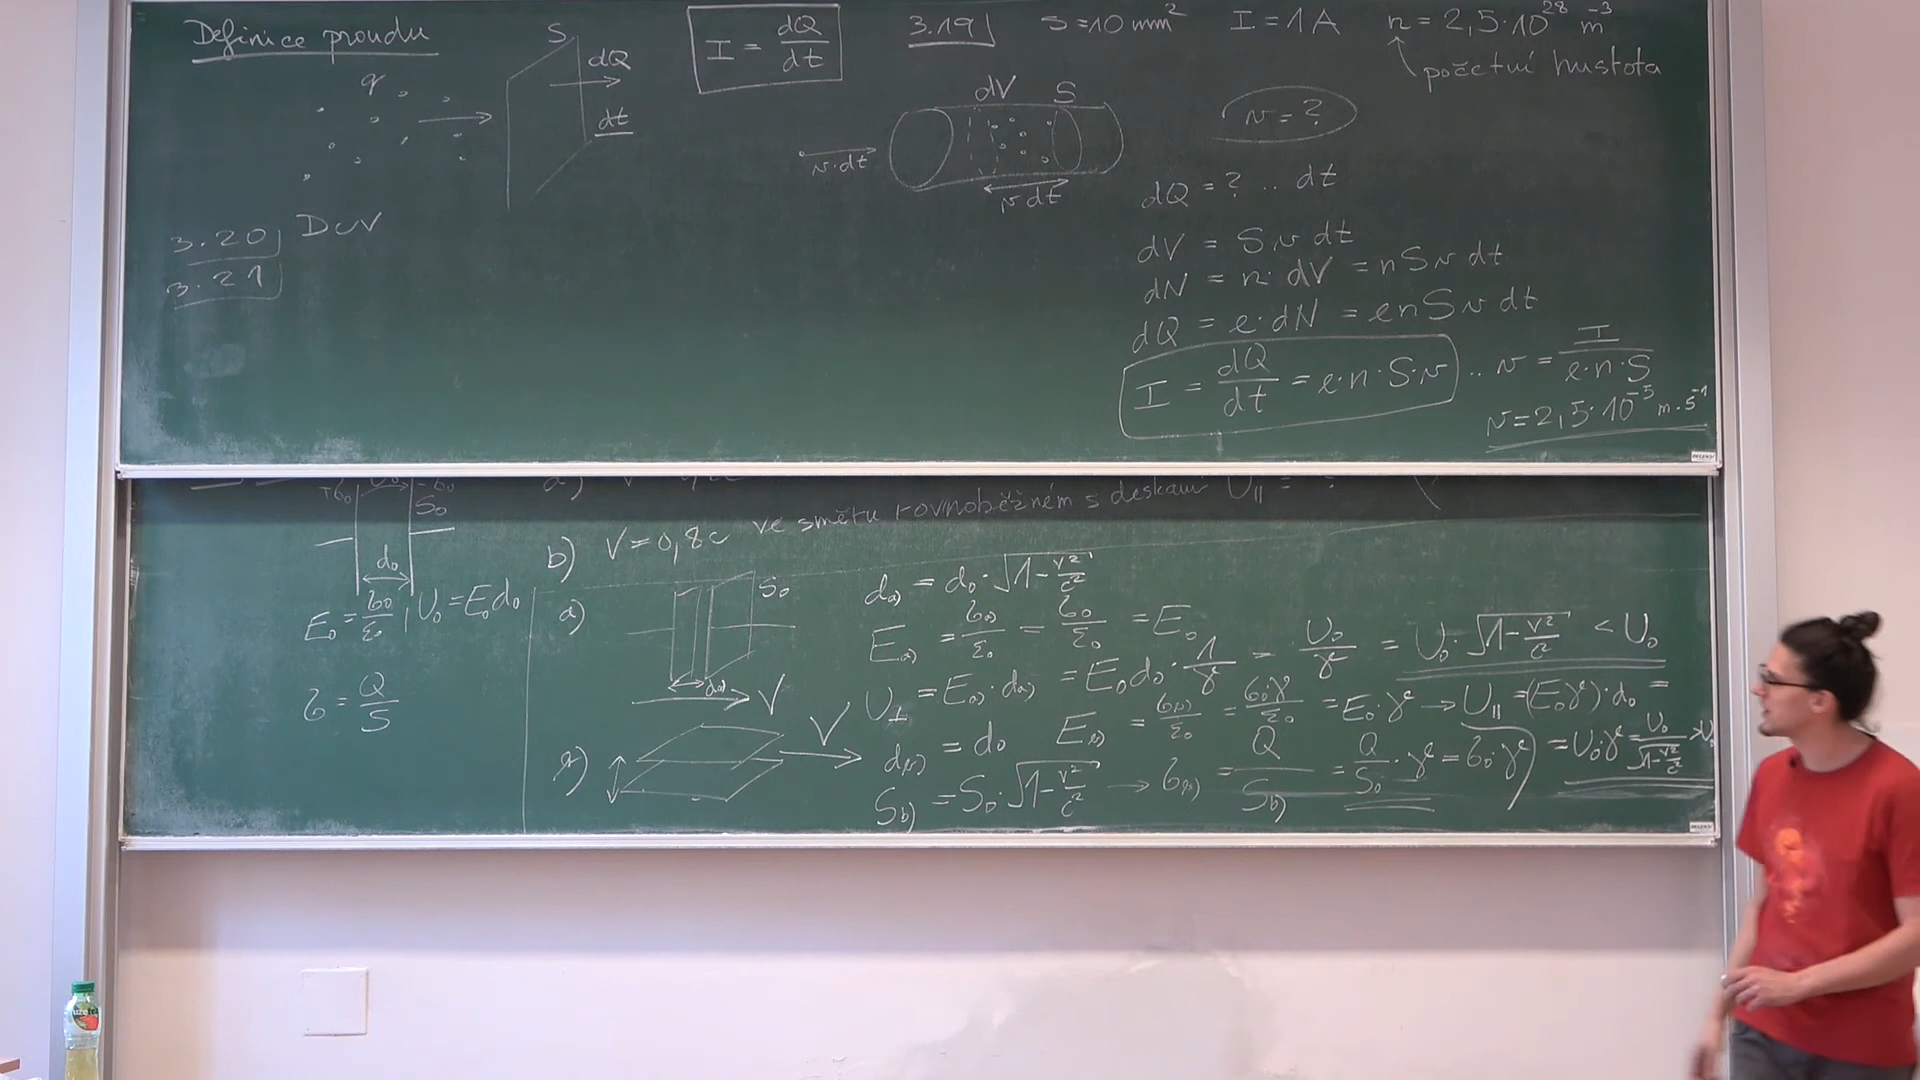 Definice proudu
S
dQ
dt
q
I = dQ/dt
3.19
S = 10 mm² I = 1 A n = 2,5·10²⁸ m⁻³
početní hustota
dV S
v·dt
v dt
v = ?
dQ = ? .. dt
dV = S v dt
dN = n·dV = n S v dt
dQ = e·dN = e n S v dt
I = dQ/dt = e·n·S·v .. v = I/(e·n·S)
v = 2,5·10⁻⁵ m·s⁻¹
3.20) DCV
3.21)
S₀
d₀
E₀ = σ₀/ε₀, U₀ = E₀d₀
σ = Q/S
ve směru rovnoběžném s deskami U∥ = ?
b) V = 0,8c
a) S₀
d a)
V
d a) = d₀·√(1 - v²/c²)
E a) = σ a)/ε₀ = σ₀/ε₀ = E₀
U⊥ = E a)·d a) = E₀d₀·1/γ = U₀/γ = U₀·√(1 - v²/c²) < U₀
b)
V
d b) = d₀ E b) = σ b)/ε₀ = σ₀γ/ε₀ = E₀·γ → U∥ = (E₀γ)·d₀ =
= U₀γ = U₀/√(1 - v²/c²) > U₀
S b) = S₀·√(1 - v²/c²) → σ b) = Q/S b) = Q/S₀·γ = σ₀·γ